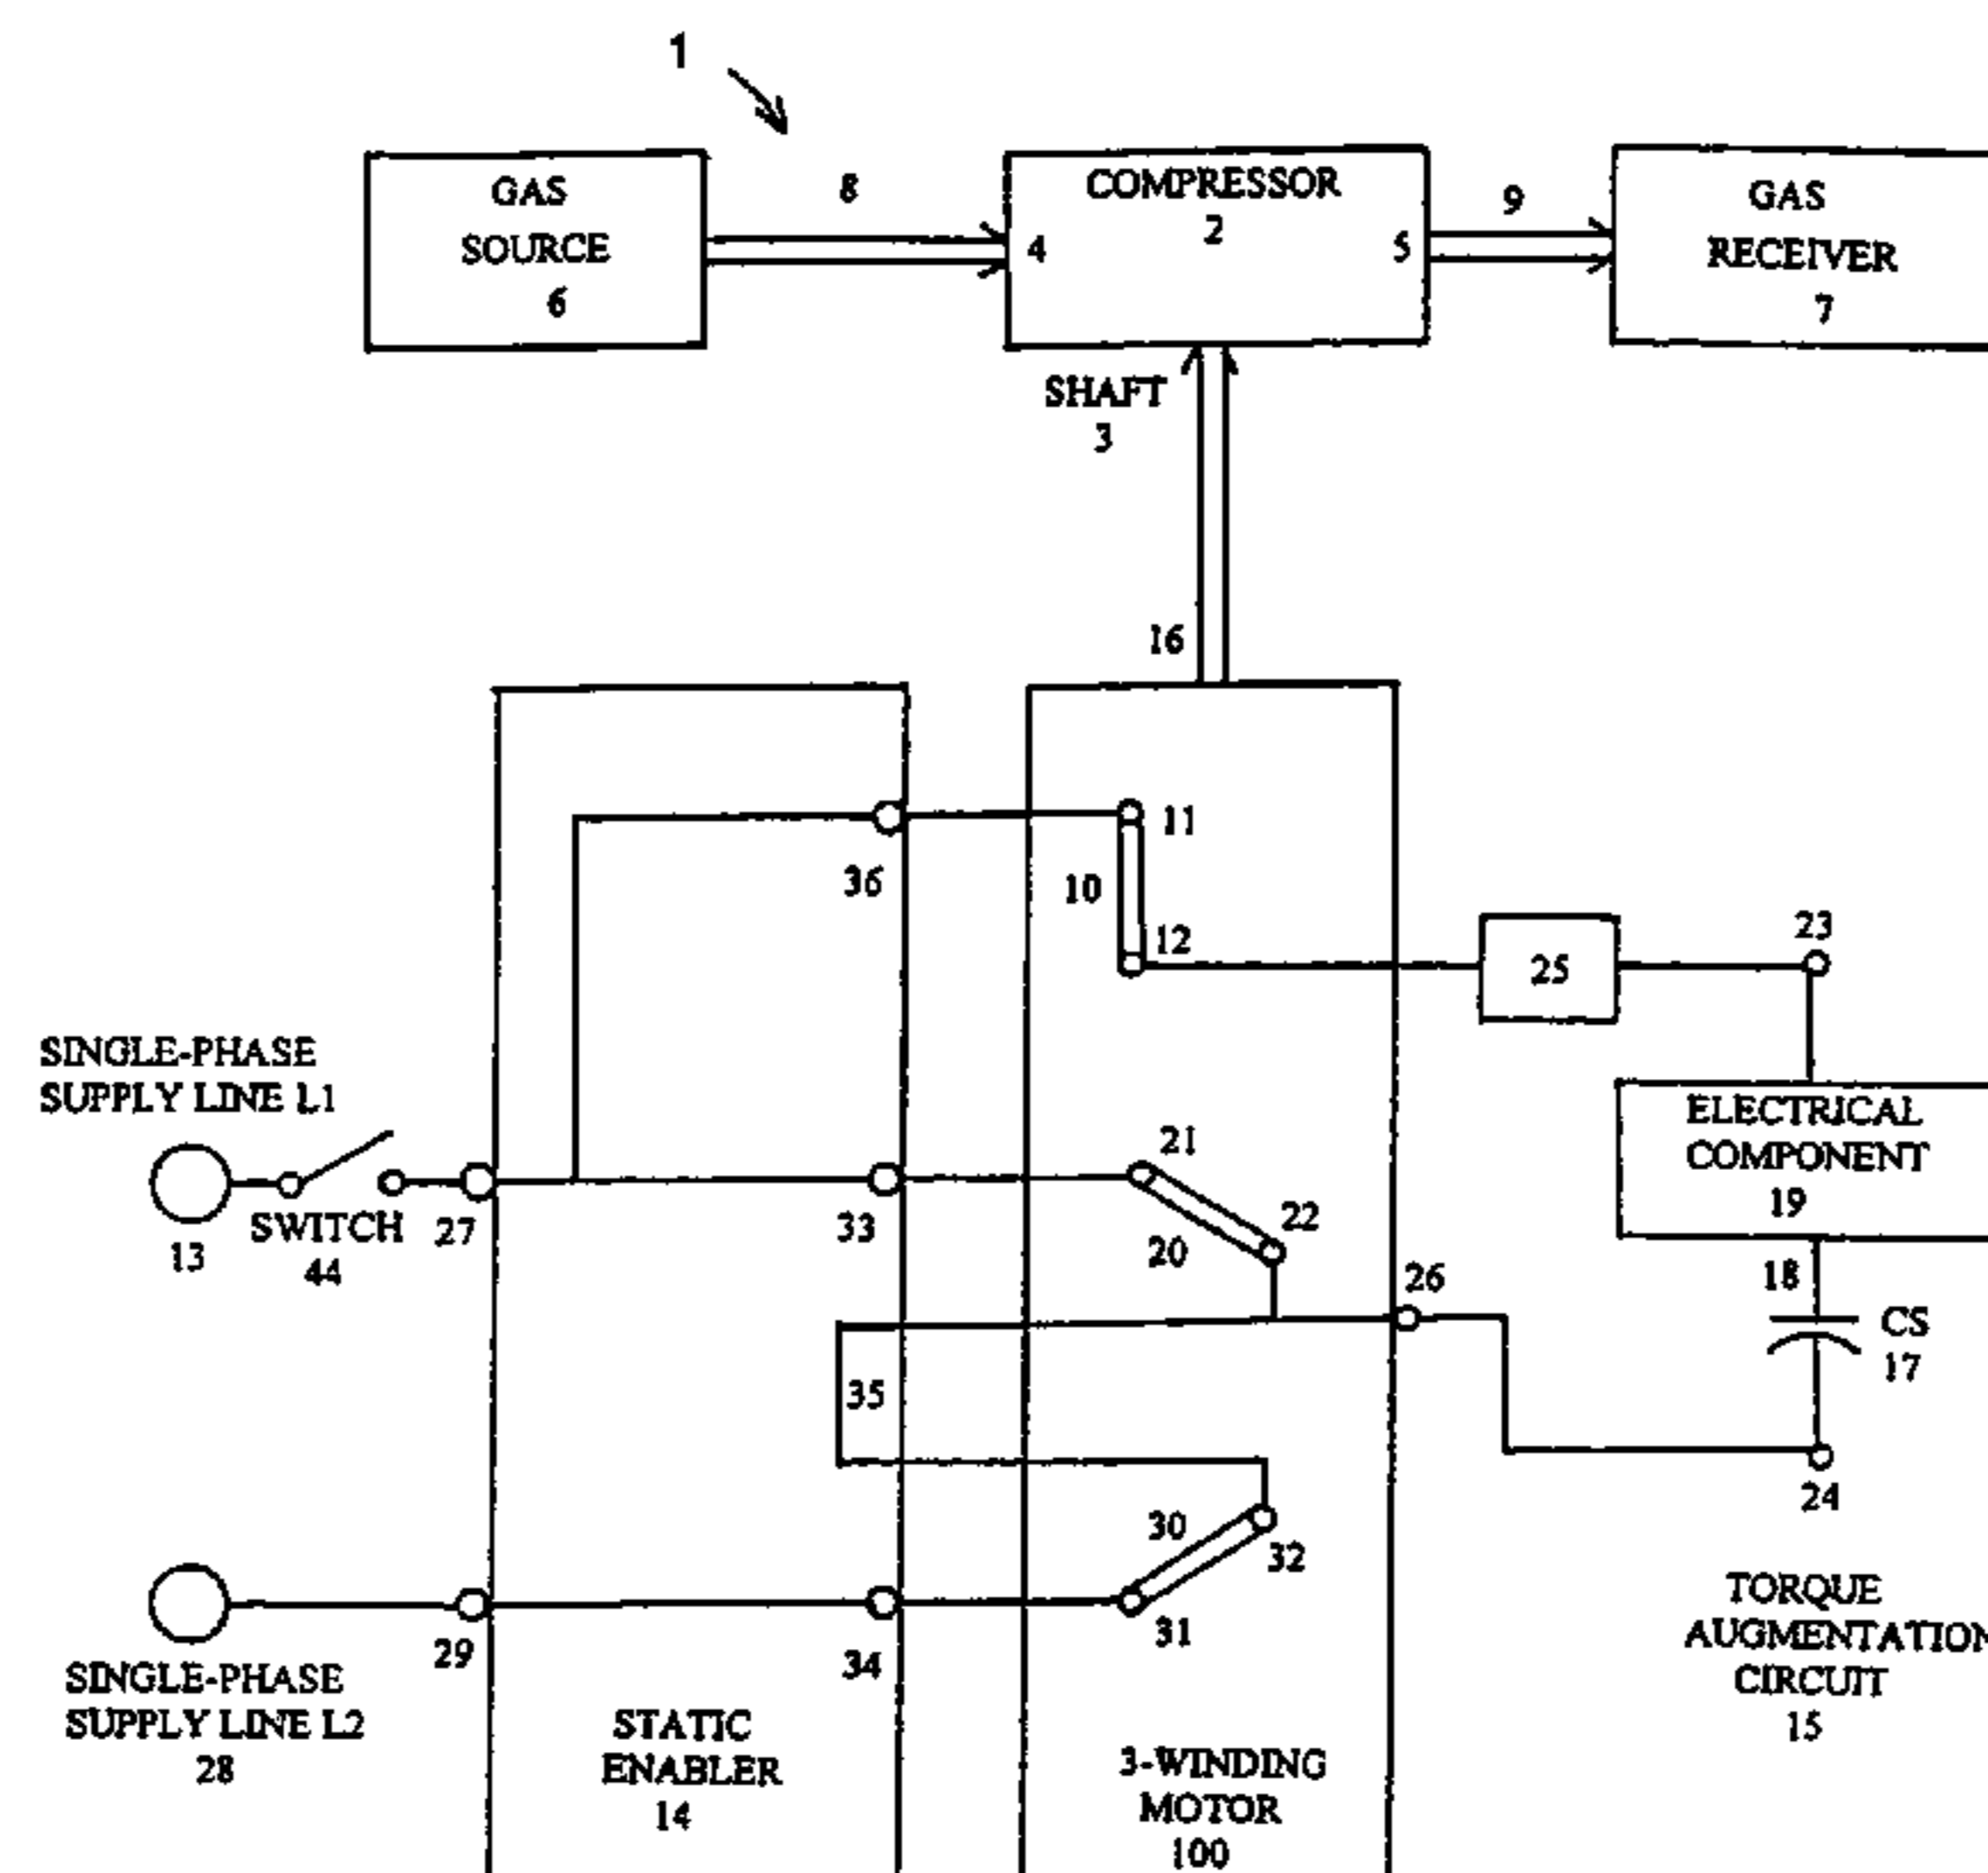 1
GAS
SOURCE
6
8
COMPRESSOR
2
4
5
9
GAS
RECEIVER
7
SHAFT
3
16
36
11
10
12
25
23
SINGLE-PHASE
SUPPLY LINE L1
13
SWITCH
44
27
33
21
20
22
26
ELECTRICAL
COMPONENT
19
18
CS
17
35
24
30
32
31
29
34
SINGLE-PHASE
SUPPLY LINE L2
28
STATIC
ENABLER
14
3-WINDING
MOTOR
100
TORQUE
AUGMENTATION
CIRCUIT
15